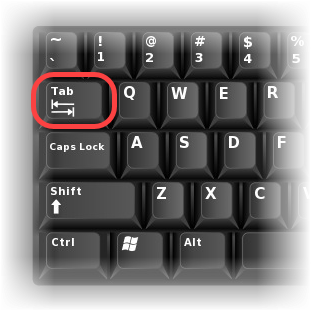 ~ ! @ # $ %
` 1 2 3 4 5
Tab Q W E R
Caps Lock A S D F
Shift Z X C
Ctrl Alt